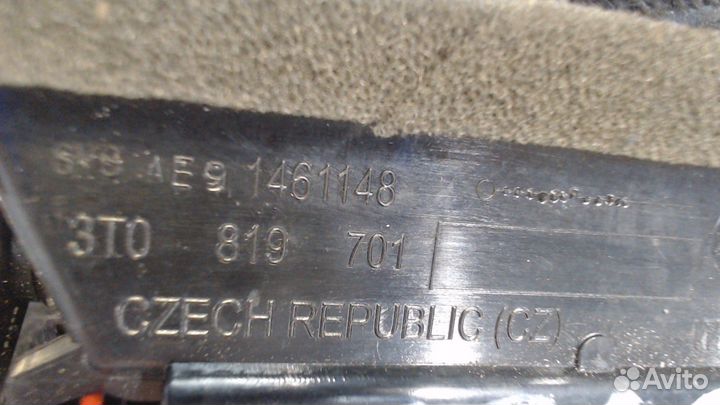 AE9 1461148
3T0 819 701
CZECH REPUBLIC (CZ)
Avito